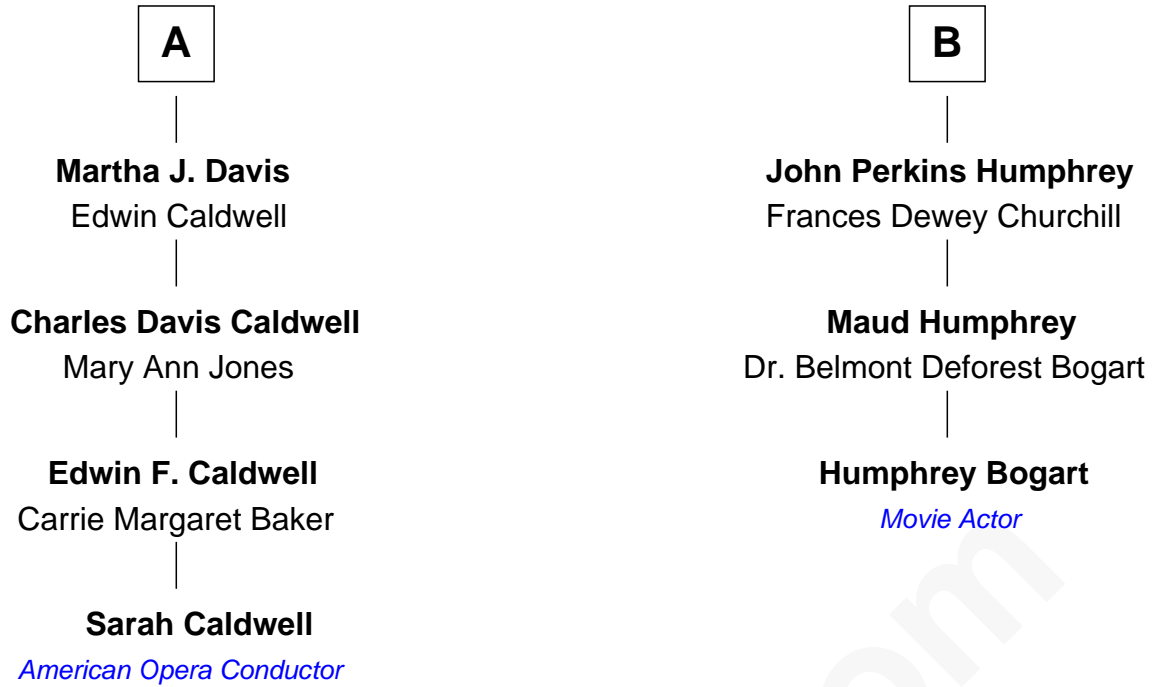 A
Martha J. Davis
Edwin Caldwell
Charles Davis Caldwell
Mary Ann Jones
Edwin F. Caldwell
Carrie Margaret Baker
Sarah Caldwell
American Opera Conductor
B
John Perkins Humphrey
Frances Dewey Churchill
Maud Humphrey
Dr. Belmont Deforest Bogart
Humphrey Bogart
Movie Actor
om